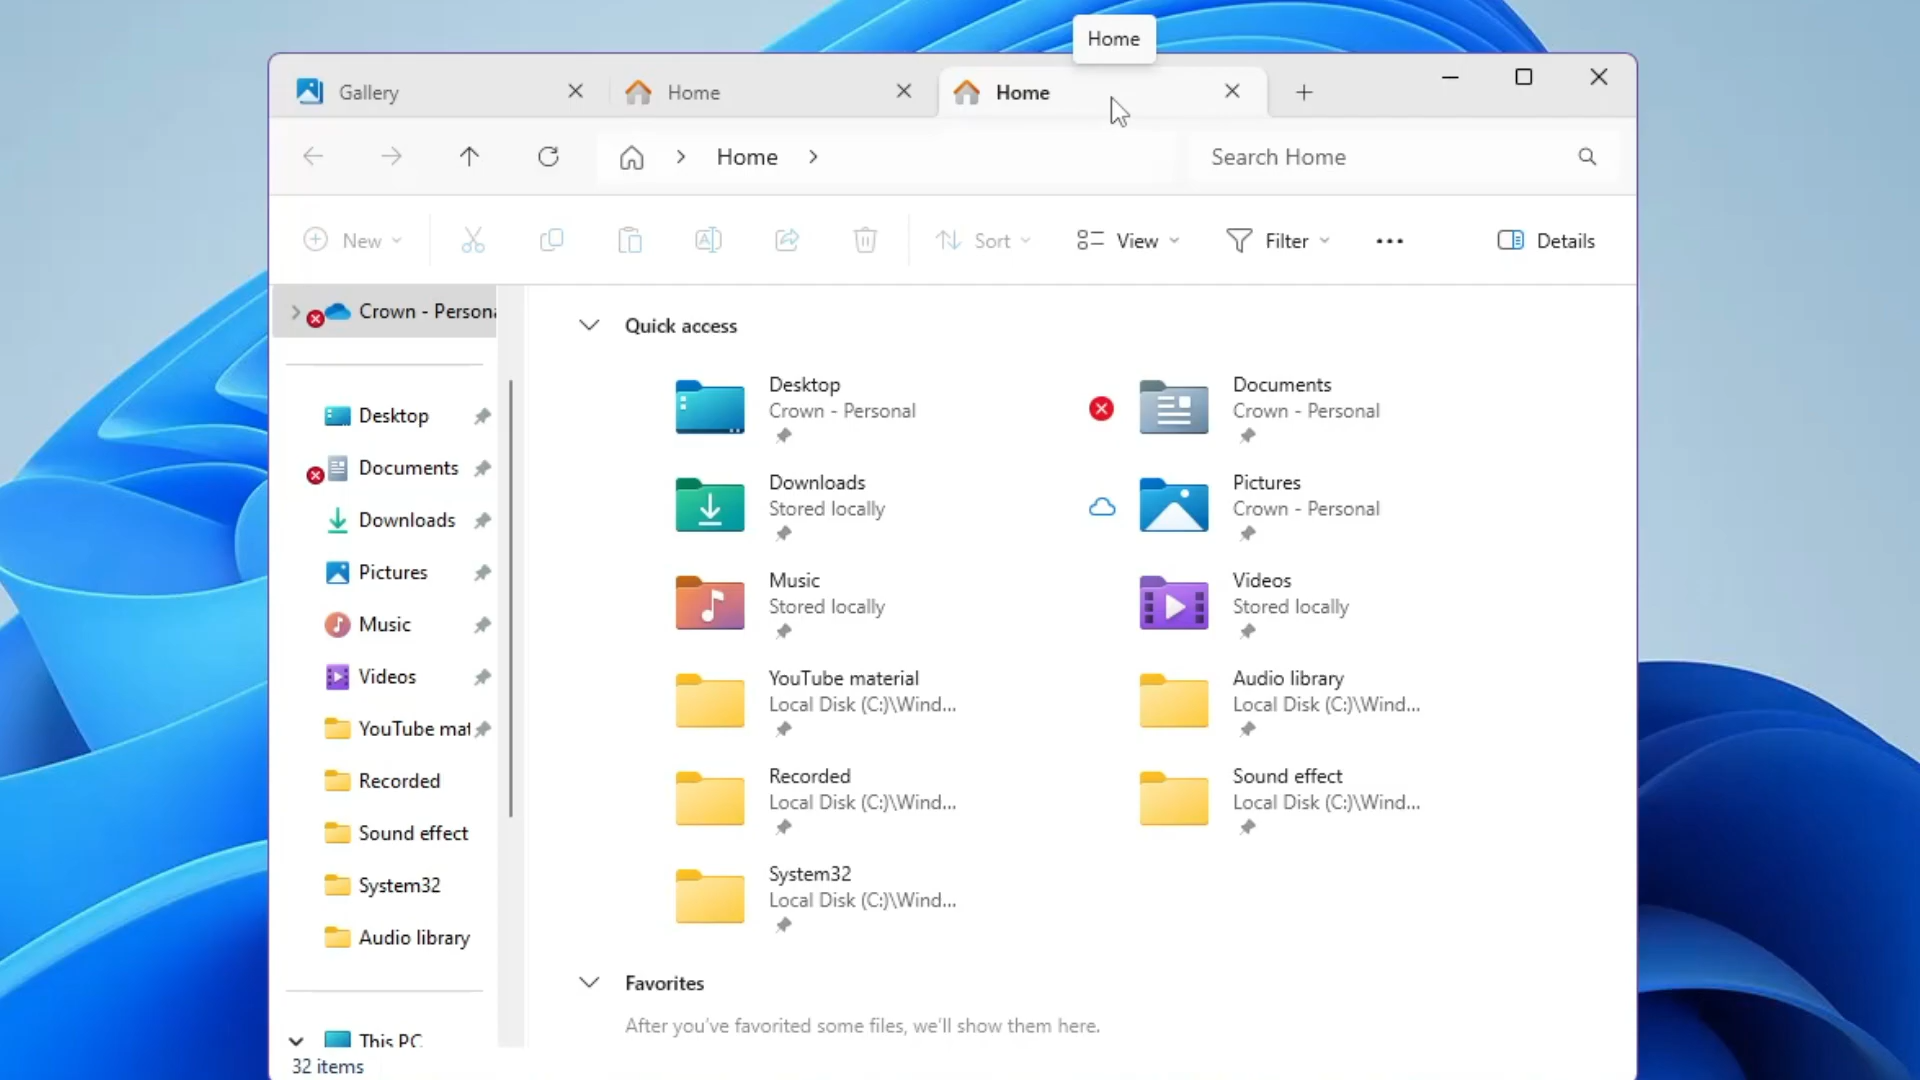 Home
Gallery
Home
Home
Home
Search Home
New
Sort
View
Filter
Details
Crown - Persona
Desktop
Documents
Downloads
Pictures
Music
Videos
YouTube mat
Recorded
Sound effect
System32
Audio library
This PC
32 items
Quick access
Desktop
Crown - Personal
Documents
Crown - Personal
Downloads
Stored locally
Pictures
Crown - Personal
Music
Stored locally
Videos
Stored locally
YouTube material
Local Disk (C:)\Wind...
Audio library
Local Disk (C:)\Wind...
Recorded
Local Disk (C:)\Wind...
Sound effect
Local Disk (C:)\Wind...
System32
Local Disk (C:)\Wind...
Favorites
After you've favorited some files, we'll show them here.